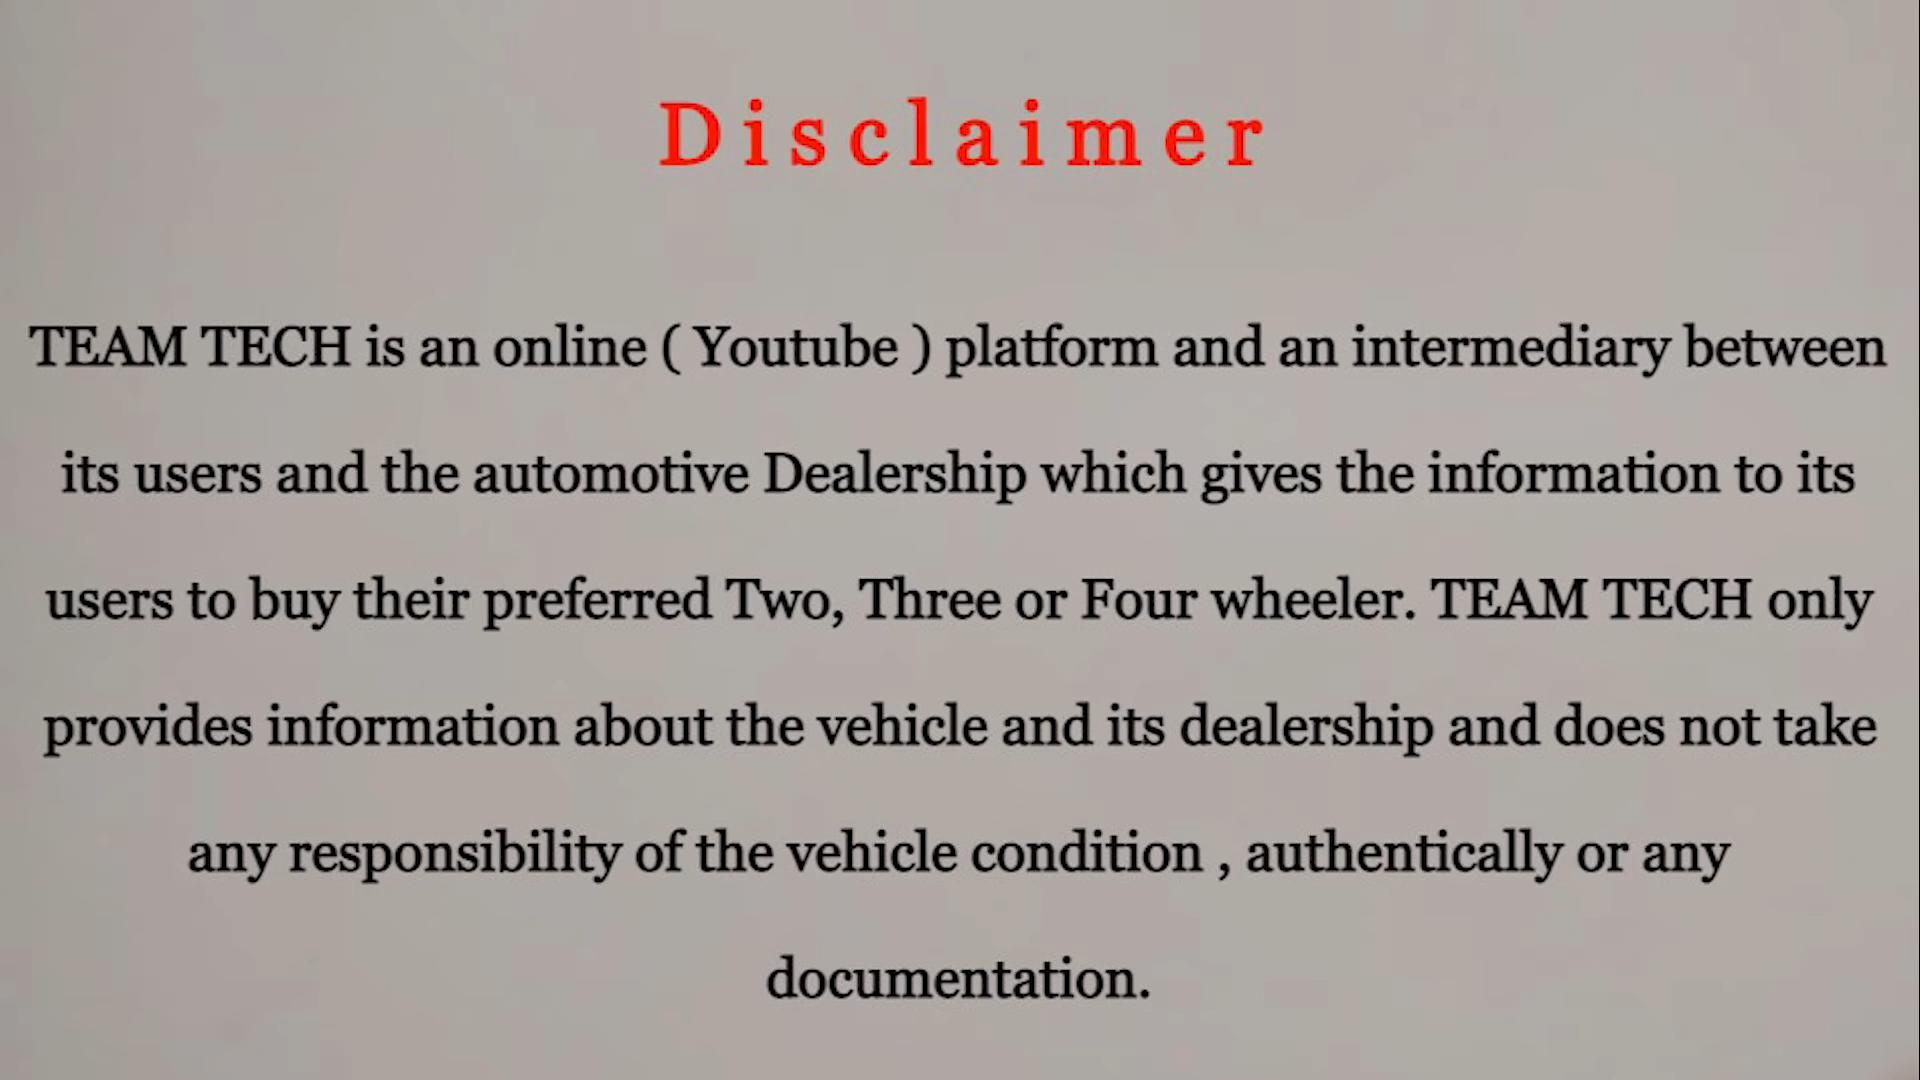 Disclaimer
TEAM TECH is an online ( Youtube ) platform and an intermediary between
its users and the automotive Dealership which gives the information to its
users to buy their preferred Two, Three or Four wheeler. TEAM TECH only
provides information about the vehicle and its dealership and does not take
any responsibility of the vehicle condition , authentically or any
documentation.